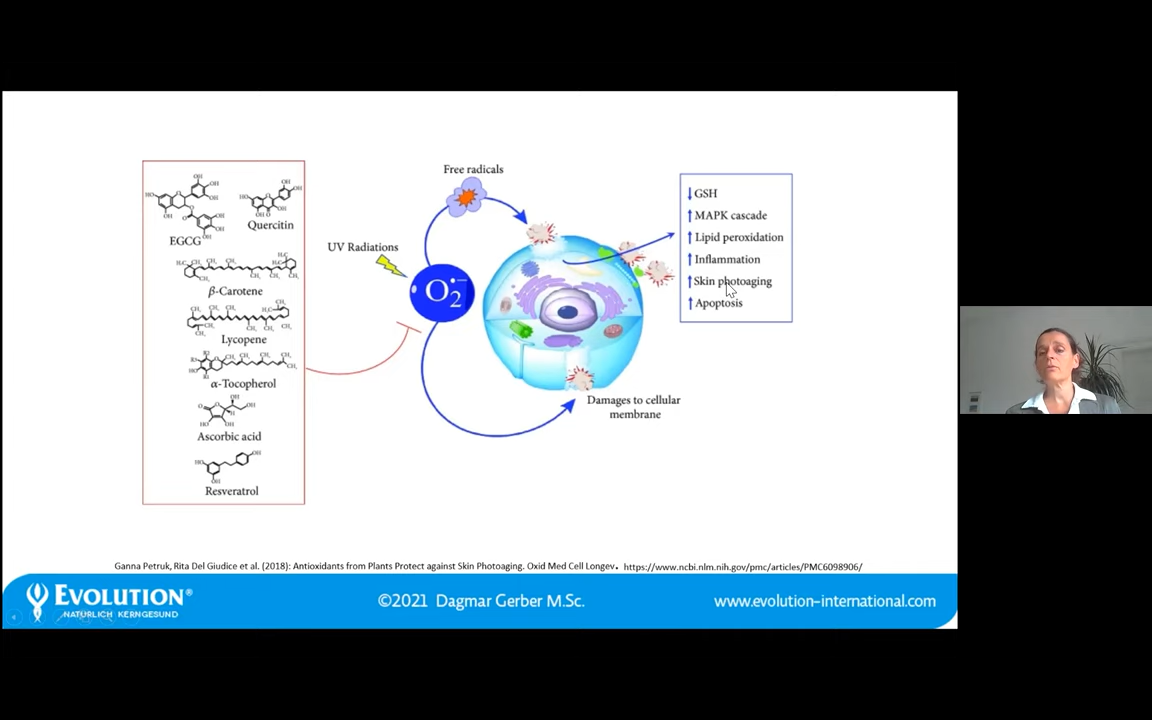 Free radicals
UV Radiations
O₂•−
EGCG
Quercitin
β-Carotene
Lycopene
α-Tocopherol
Ascorbic acid
Resveratrol
↓ GSH
↑ MAPK cascade
↑ Lipid peroxidation
↑ Inflammation
↑ Skin photoaging
↑ Apoptosis
Damages to cellular
membrane
Ganna Petruk, Rita Del Giudice et al. (2018): Antioxidants from Plants Protect against Skin Photoaging. Oxid Med Cell Longev. https://www.ncbi.nlm.nih.gov/pmc/articles/PMC6098906/
EVOLUTION®
NATÜRLICH KERNGESUND
©2021 Dagmar Gerber M.Sc.
www.evolution-international.com